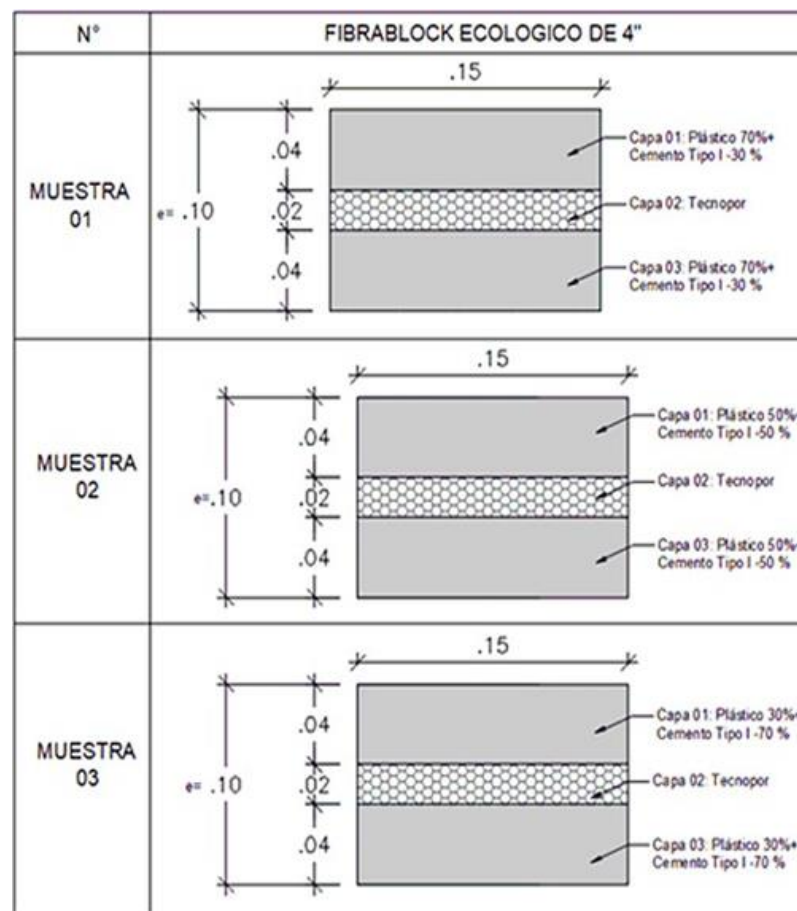 N° FIBRABLOCK ECOLOGICO DE 4"
MUESTRA
01
.15
.04
e= .10
.02
.04
Capa 01: Plástico 70%+
Cemento Tipo I -30 %
Capa 02: Tecnopor
Capa 03: Plástico 70%+
Cemento Tipo I -30 %
MUESTRA
02
.15
.04
e=.10
.02
.04
Capa 01: Plástico 50%+
Cemento Tipo I -50 %
Capa 02: Tecnopor
Capa 03: Plástico 50%+
Cemento Tipo I -50 %
MUESTRA
03
.15
.04
e= .10
.02
.04
Capa 01: Plástico 30%+
Cemento Tipo I -70 %
Capa 02: Tecnopor
Capa 03: Plástico 30%+
Cemento Tipo I -70 %